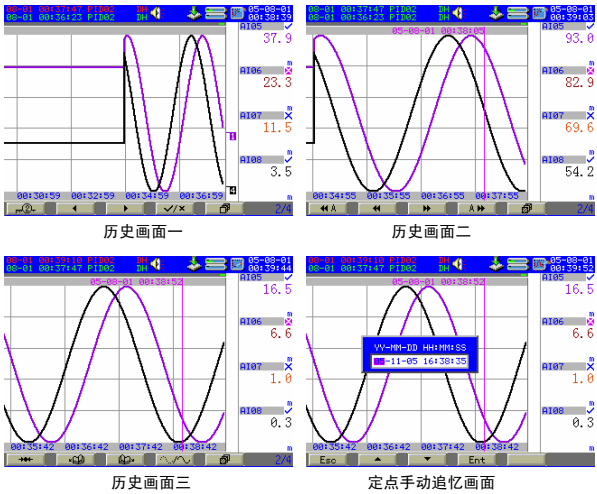 08-01 00:37:47 PID02 DH
08-01 00:36:23 PID02 DH
05-08-01
00:38:39
AI05
37.9
m
AI06
23.3
m
AI07
11.5
m
AI08
3.5
m
1
4
00:30:59 00:32:59 00:34:59 00:36:59
2/4
历史画面一
08-01 00:37:47 PID02 DH
08-01 00:36:23 PID02 DH
05-08-01
00:39:03
05-08-01 00:38:05
AI05
93.0
m
AI06
82.9
m
AI07
69.6
m
AI08
54.2
m
00:34:55 00:35:55 00:36:55 00:37:55
A
A
2/4
历史画面二
08-01 00:39:10 PID02 DH
08-01 00:37:47 PID02 DH
05-08-01
00:39:44
05-08-01 00:38:52
AI05
16.5
m
AI06
6.6
m
AI07
1.0
m
AI08
0.3
m
00:35:42 00:36:42 00:37:42 00:38:42
2/4
历史画面三
08-01 00:39:10 PID02 DH
08-01 00:37:47 PID02 DH
05-08-01
00:39:52
05-08-01 00:38:52
AI05
16.5
m
AI06
6.6
m
AI07
1.0
m
AI08
0.3
m
YY-MM-DD HH:MM:SS
-11-05 16:38:35
00:35:42 00:36:42 00:37:42 00:38:42
Esc
Ent
定点手动追忆画面